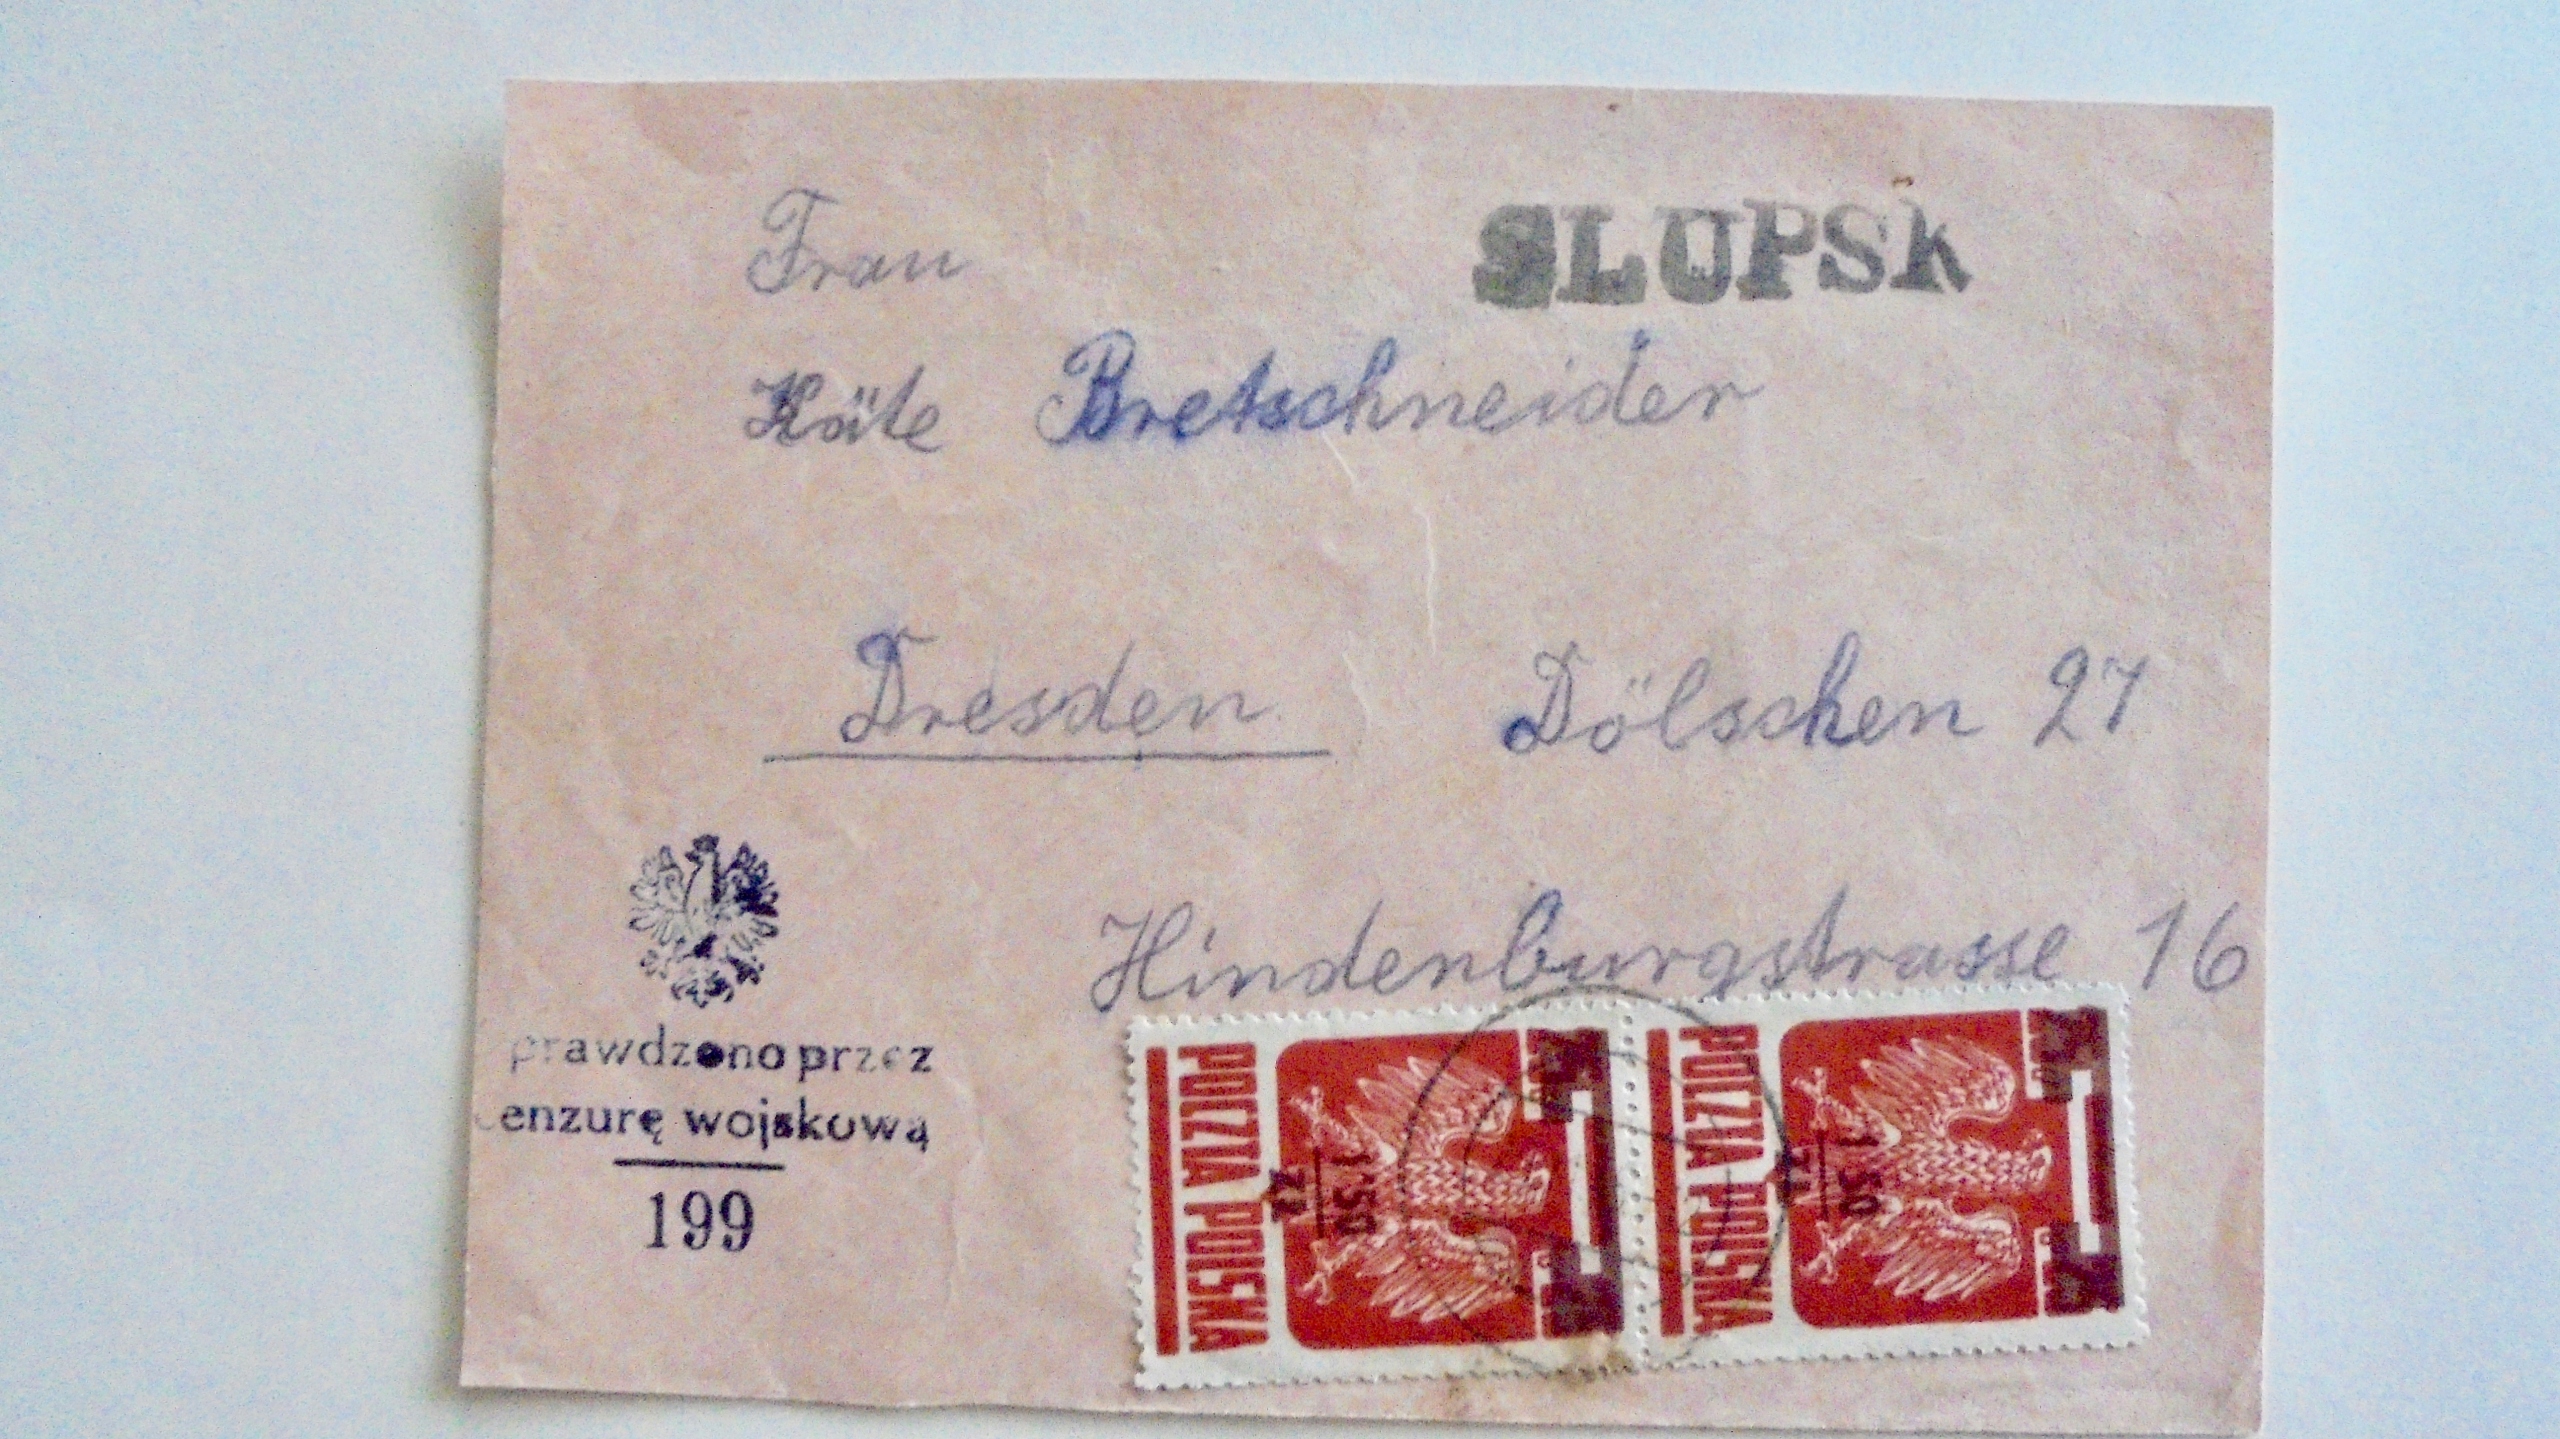 SLUPSK
Frau
Käte Bretschneider
Dresden Dölschen 27
Hindenburgstrasse 16
prawdzono przez
enzurę wojskową
199
POCZTA POLSKA
1'50
ZŁ
POCZTA POLSKA
1'50
ZŁ